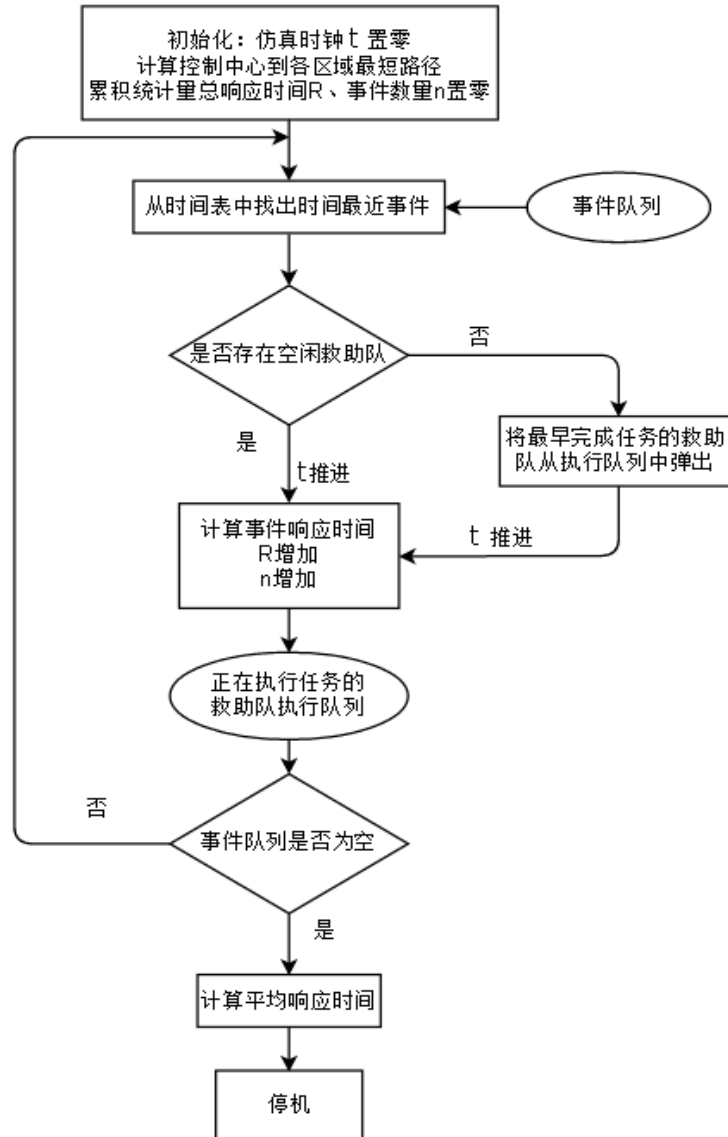 初始化：仿真时钟t 置零
计算控制中心到各区域最短路径
累积统计量总响应时间R、事件数量n置零
从时间表中找出时间最近事件
事件队列
是否存在空闲救助队
否
是
将最早完成任务的救助
队从执行队列中弹出
t推进
计算事件响应时间
R增加
n增加
t 推进
正在执行任务的
救助队执行队列
否
事件队列是否为空
是
计算平均响应时间
停机